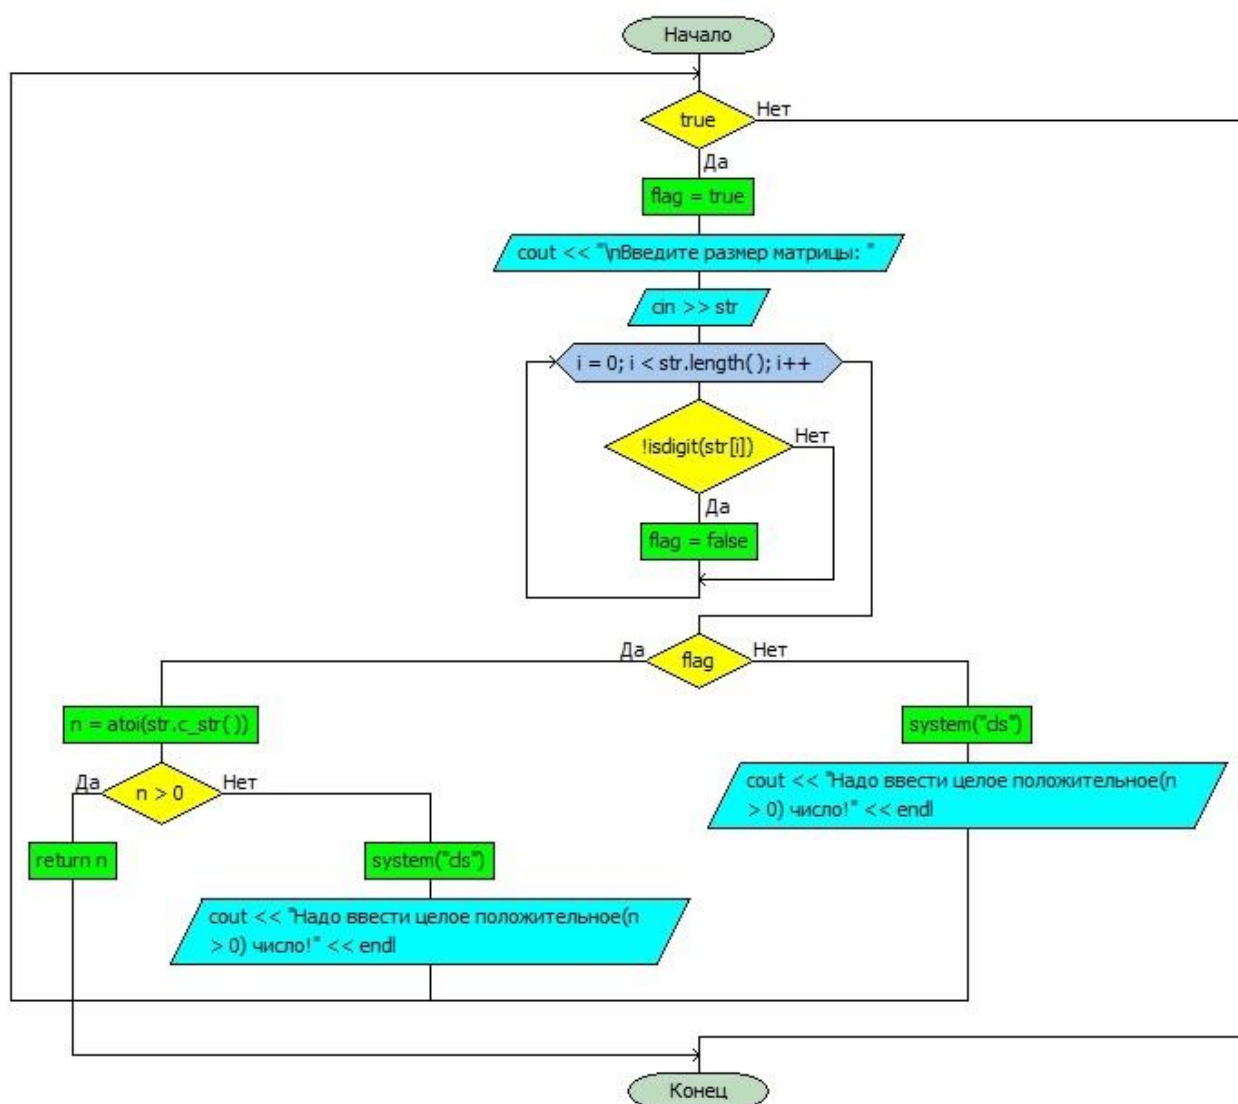 Начало
true
Нет
Да
flag = true
cout << "\nВведите размер матрицы: "
cin >> str
i = 0; i < str.length( ); i++
!isdigit(str[i])
Нет
Да
flag = false
Да
flag
Нет
n = atoi(str.c_str( ))
system("cls")
Да
n > 0
Нет
cout << "Надо ввести целое положительное(n
> 0) число!" << endl
return n
system("cls")
cout << "Надо ввести целое положительное(n
> 0) число!" << endl
Конец